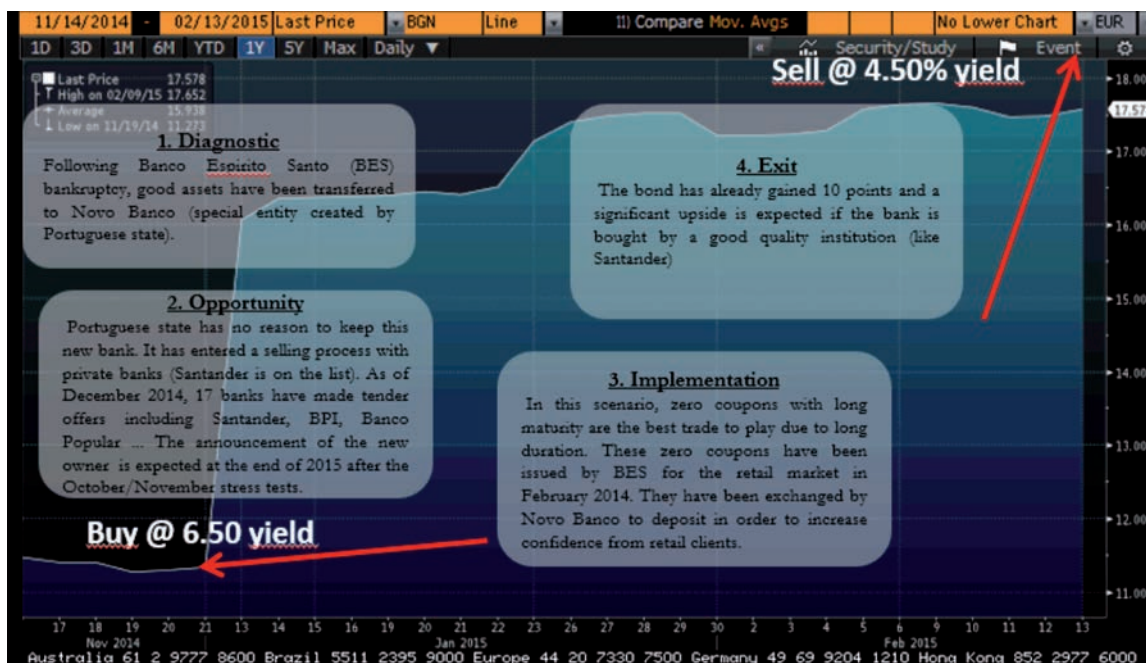 11/14/2014 - 02/13/2015 Last Price BGN Line 11) Compare Mov. Avgs No Lower Chart EUR
1D 3D 1M 6M YTD 1Y 5Y Max Daily ▼ « Security/Study Event
Sell @ 4.50% yield
Last Price 17.578
High on 02/09/15 17.652
Average 15.938
Low on 11/19/14 11.273
1. Diagnostic
Following Banco Espirito Santo (BES)
bankruptcy, good assets have been transferred
to Novo Banco (special entity created by
Portuguese state).
2. Opportunity
Portuguese state has no reason to keep this
new bank. It has entered a selling process with
private banks (Santander is on the list). As of
December 2014, 17 banks have made tender
offers including Santander, BPI, Banco
Popular ... The announcement of the new
owner is expected at the end of 2015 after the
October/November stress tests.
Buy @ 6.50 yield
4. Exit
The bond has already gained 10 points and a
significant upside is expected if the bank is
bought by a good quality institution (like
Santander)
3. Implementation
In this scenario, zero coupons with long
maturity are the best trade to play due to long
duration. These zero coupons have been
issued by BES for the retail market in
February 2014. They have been exchanged by
Novo Banco to deposit in order to increase
confidence from retail clients.
18.00
17.57
17.00
16.00
15.00
14.00
13.00
12.00
11.00
17 18 19 20 21 13 14 15 16 19 20 21 22 23 26 27 28 29 30 2 3 4 5 6 9 10 11 12 13
Nov 2014 Jan 2015 Feb 2015
Australia 61 2 9777 8600 Brazil 5511 2395 9000 Europe 44 20 7330 7500 Germany 49 69 9204 1210 Hong Kong 852 2977 6000